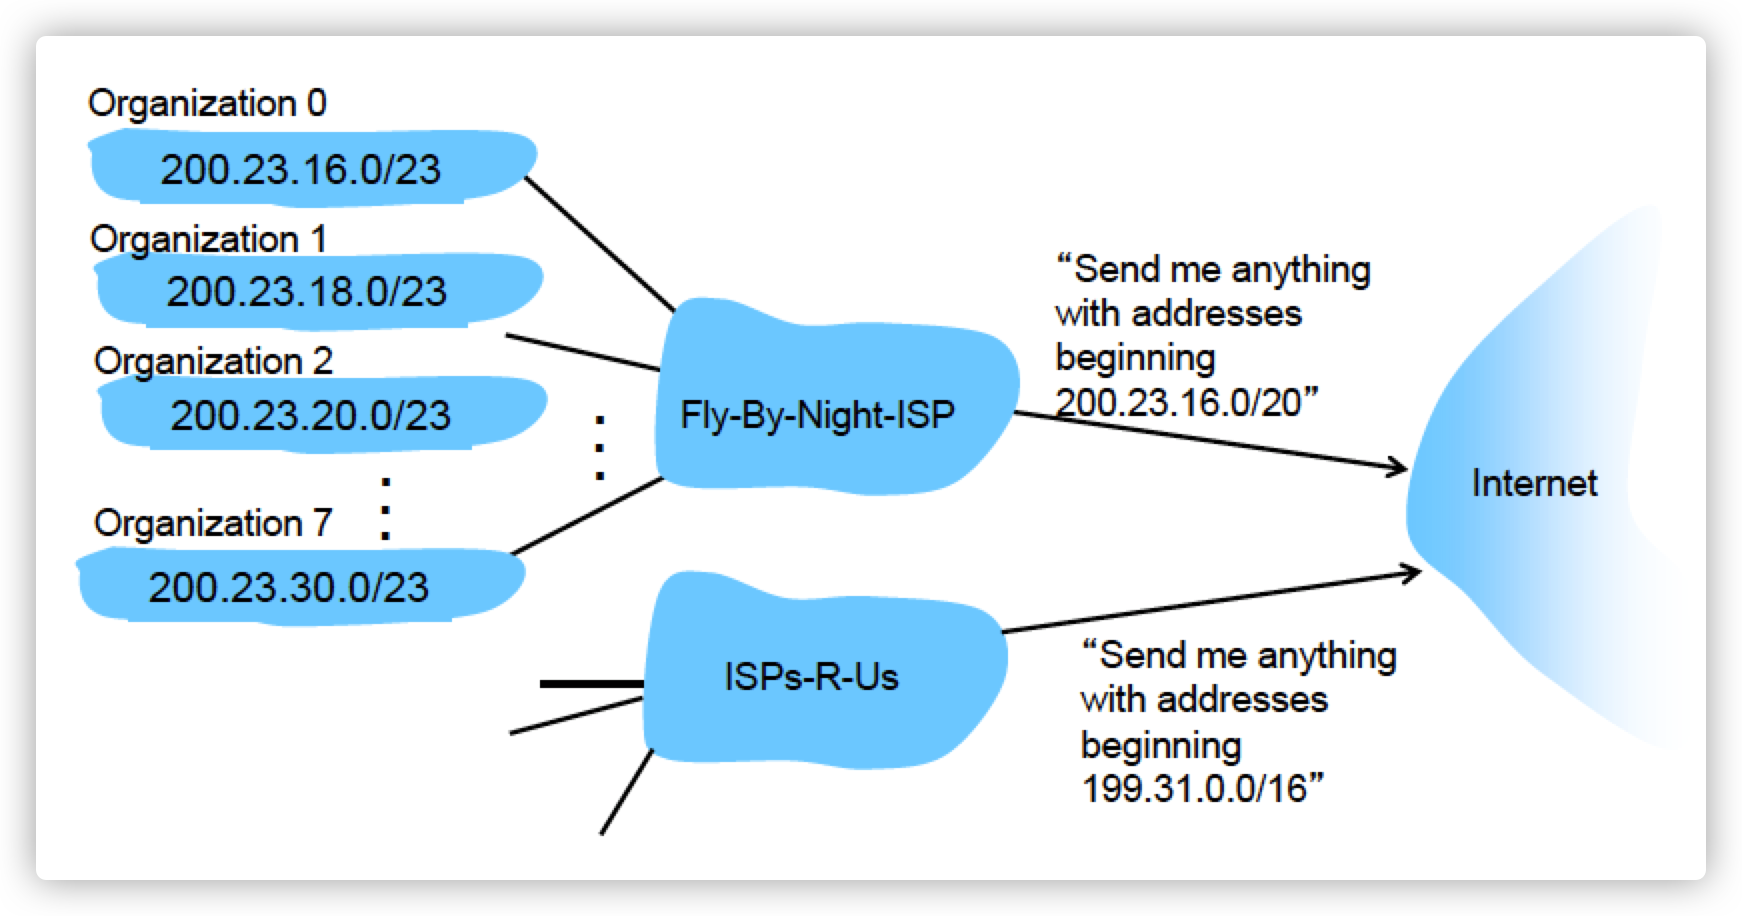 Organization 0
200.23.16.0/23
Organization 1
200.23.18.0/23
Organization 2
200.23.20.0/23
Organization 7
200.23.30.0/23
Fly-By-Night-ISP
“Send me anything
with addresses
beginning
200.23.16.0/20”
Internet
ISPs-R-Us
“Send me anything
with addresses
beginning
199.31.0.0/16”